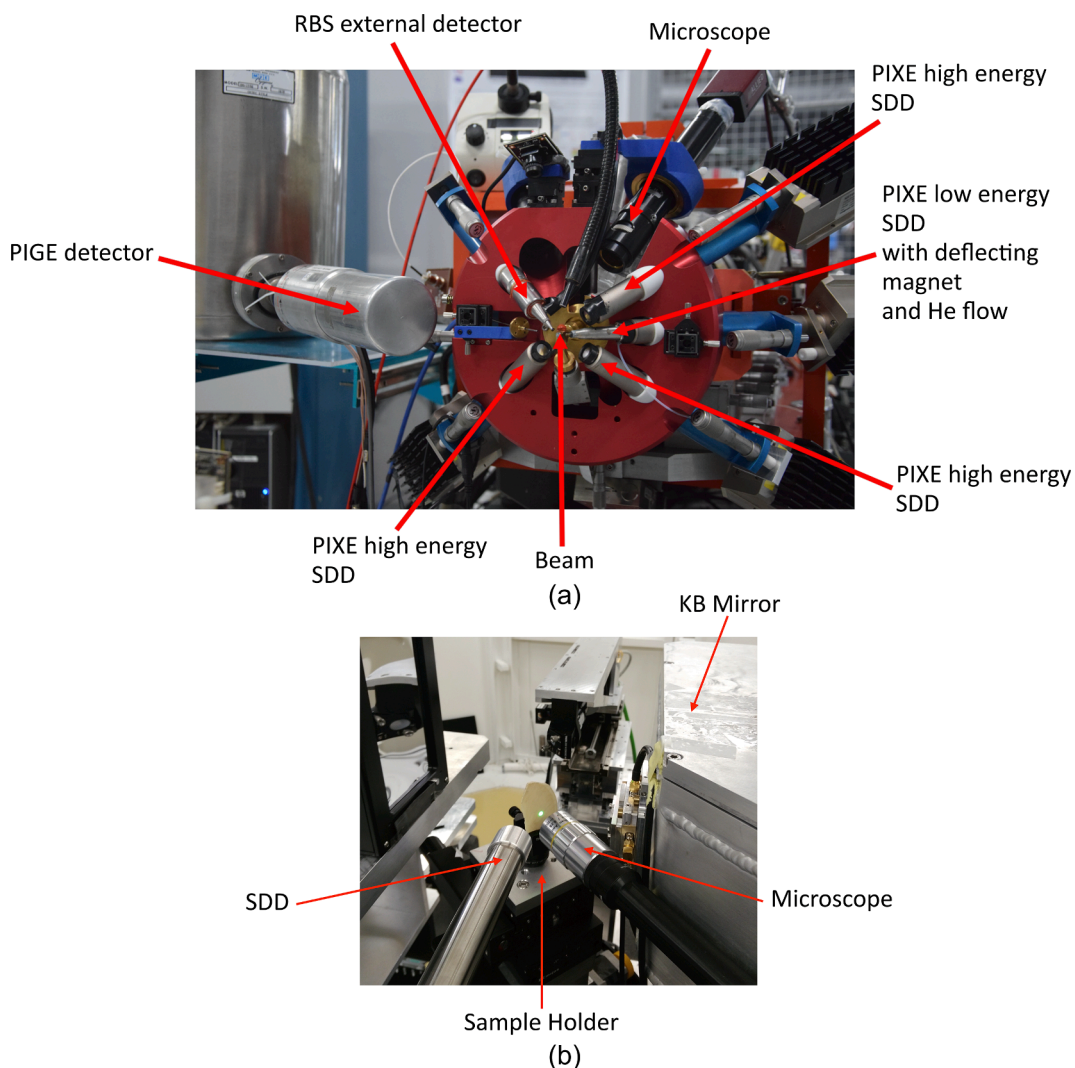 RBS external detector
Microscope
PIXE high energy
SDD
PIXE low energy
SDD
with deflecting
magnet
and He flow
PIGE detector
PIXE high energy
SDD
PIXE high energy
SDD
Beam
(a)
KB Mirror
SDD
Microscope
Sample Holder
(b)